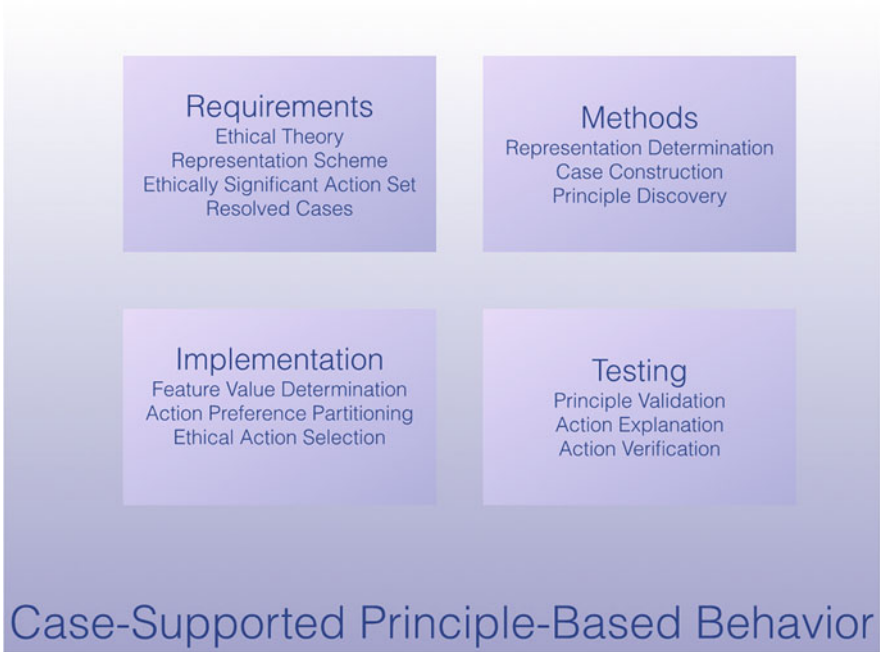 Requirements
Ethical Theory
Representation Scheme
Ethically Significant Action Set
Resolved Cases
Methods
Representation Determination
Case Construction
Principle Discovery
Implementation
Feature Value Determination
Action Preference Partitioning
Ethical Action Selection
Testing
Principle Validation
Action Explanation
Action Verification
Case-Supported Principle-Based Behavior